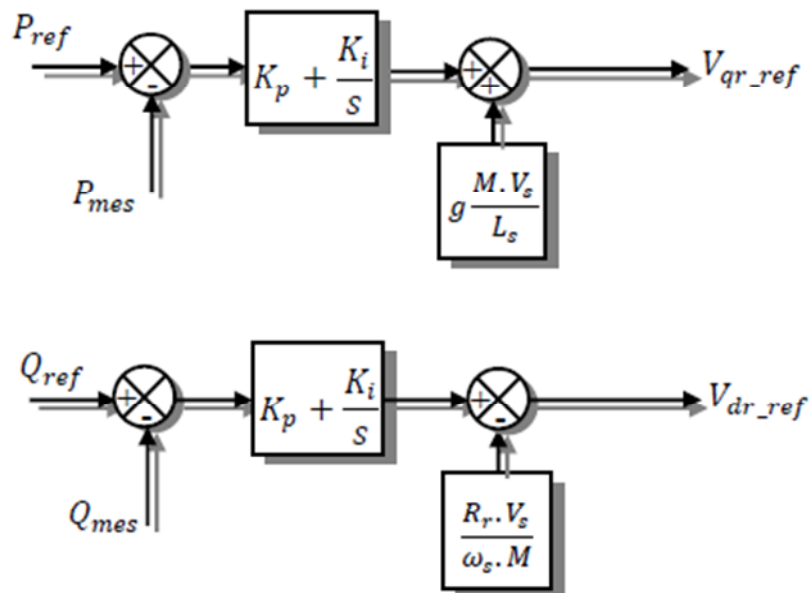 P_ref
+
-
K_p + K_i/s
+
+
V_qr_ref
P_mes
g M.V_s/L_s
Q_ref
+
-
K_p + K_i/s
+
-
V_dr_ref
Q_mes
R_r.V_s/ω_s.M